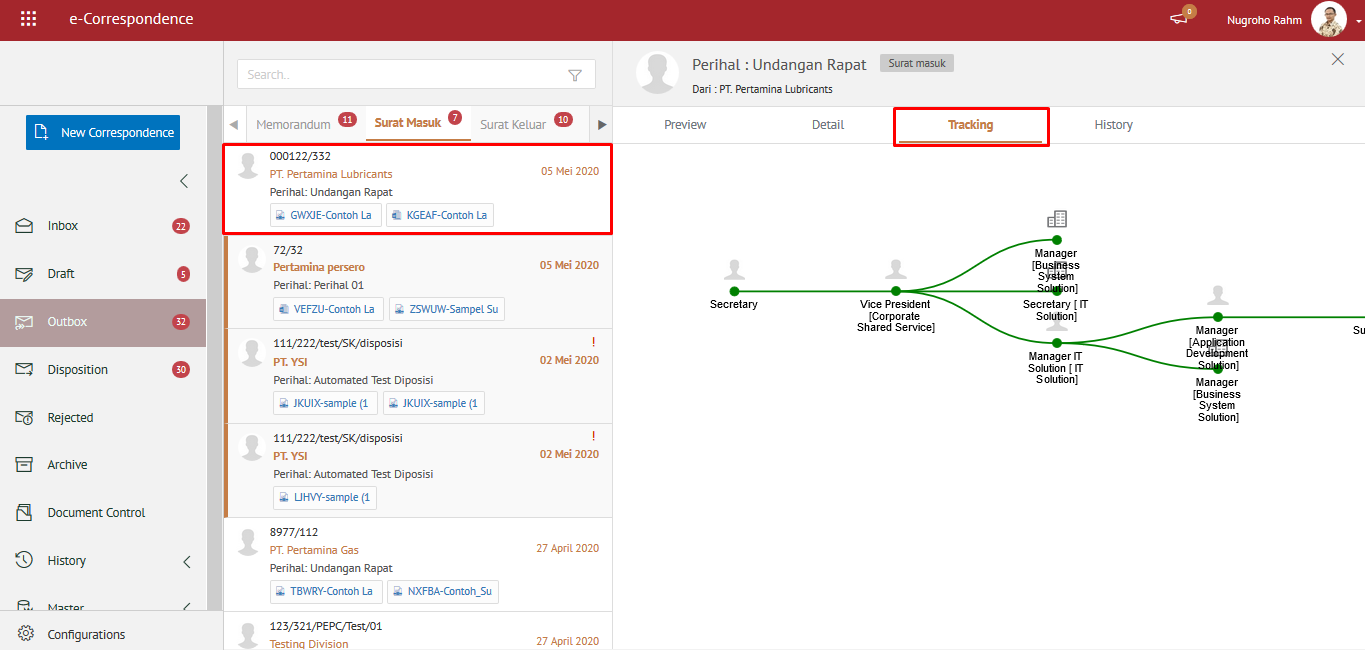 e-Correspondence
0
Nugroho Rahm
New Correspondence
Inbox
22
Draft
5
Outbox
32
Disposition
30
Rejected
Archive
Document Control
History
Master
Configurations
Search..
Memorandum 11
Surat Masuk 7
Surat Keluar 10
000122/332
PT. Pertamina Lubricants
05 Mei 2020
Perihal: Undangan Rapat
GWXJE-Contoh La
KGEAF-Contoh La
72/32
Pertamina persero
05 Mei 2020
Perihal: Perihal 01
VEFZU-Contoh La
ZSWUW-Sampel Su
111/222/test/SK/disposisi
!
PT. YSI
02 Mei 2020
Perihal: Automated Test Diposisi
JKUIX-sample (1
JKUIX-sample (1
111/222/test/SK/disposisi
!
PT. YSI
02 Mei 2020
Perihal: Automated Test Diposisi
LJHVY-sample (1
8977/112
PT. Pertamina Gas
27 April 2020
Perihal: Undangan Rapat
TBWRY-Contoh La
NXFBA-Contoh_Su
123/321/PEPC/Test/01
Testing Division
27 April 2020
Perihal : Undangan Rapat
Surat masuk
Dari : PT. Pertamina Lubricants
Preview
Detail
Tracking
History
Secretary
Vice President
[Corporate
Shared Service]
Manager
[Business
System
Solution]
Secretary [ IT
Solution]
Manager IT
Solution [ IT
Solution]
Manager
[Application
Development
Solution]
Manager
[Business
System
Solution]
Su